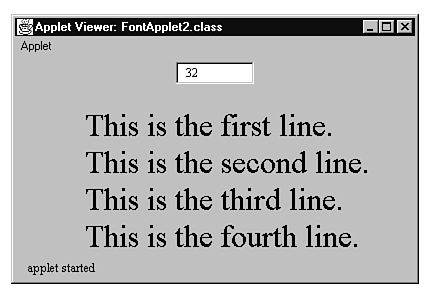 Applet Viewer: FontApplet2.class
Applet
32
This is the first line.
This is the second line.
This is the third line.
This is the fourth line.
applet started